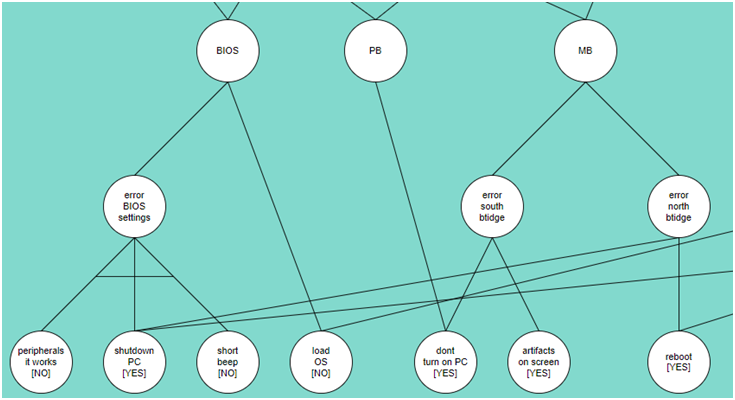 BIOS
PB
MB
error
BIOS
settings
error
south
btidge
error
north
btidge
peripherals
it works
[NO]
shutdown
PC
[YES]
short
beep
[NO]
load
OS
[NO]
dont
turn on PC
[YES]
artifacts
on screen
[YES]
reboot
[YES]